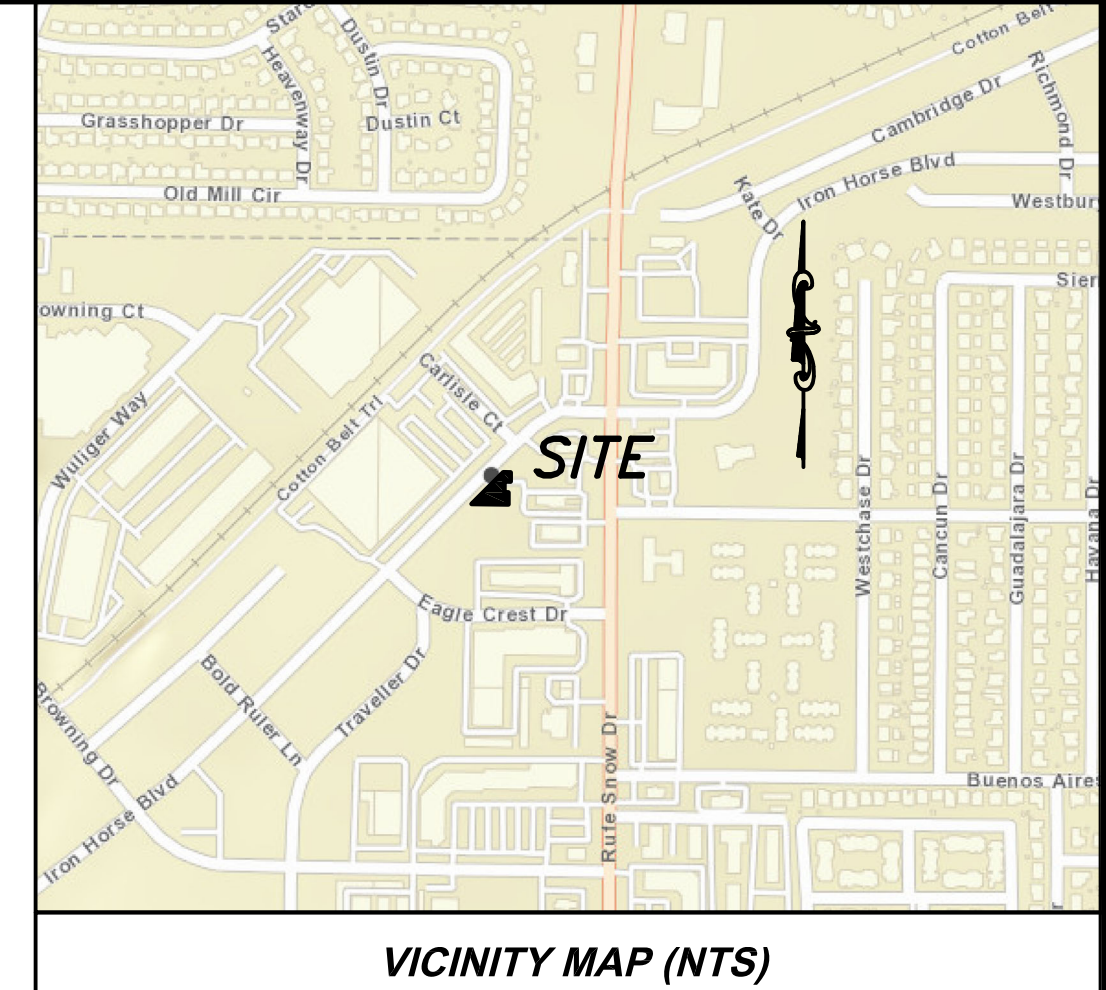 Star
Dustin Dr
Heavenway Dr
Cotton Belt
Richmond Dr
Cambridge Dr
Grasshopper Dr
Dustin Ct
Iron Horse Blvd
Kate Dr
Old Mill Cir
Westbury
Sier
owning Ct
Carlisle Ct
Wuliger Way
Cotton Belt Trl
SITE
Westchase Dr
Cancun Dr
Guadalajara Dr
Havana Dr
Eagle Crest Dr
Bold Ruler Ln
Traveller Dr
Browning Dr
Rufe Snow Dr
Buenos Aires
Iron Horse Blvd
VICINITY MAP (NTS)